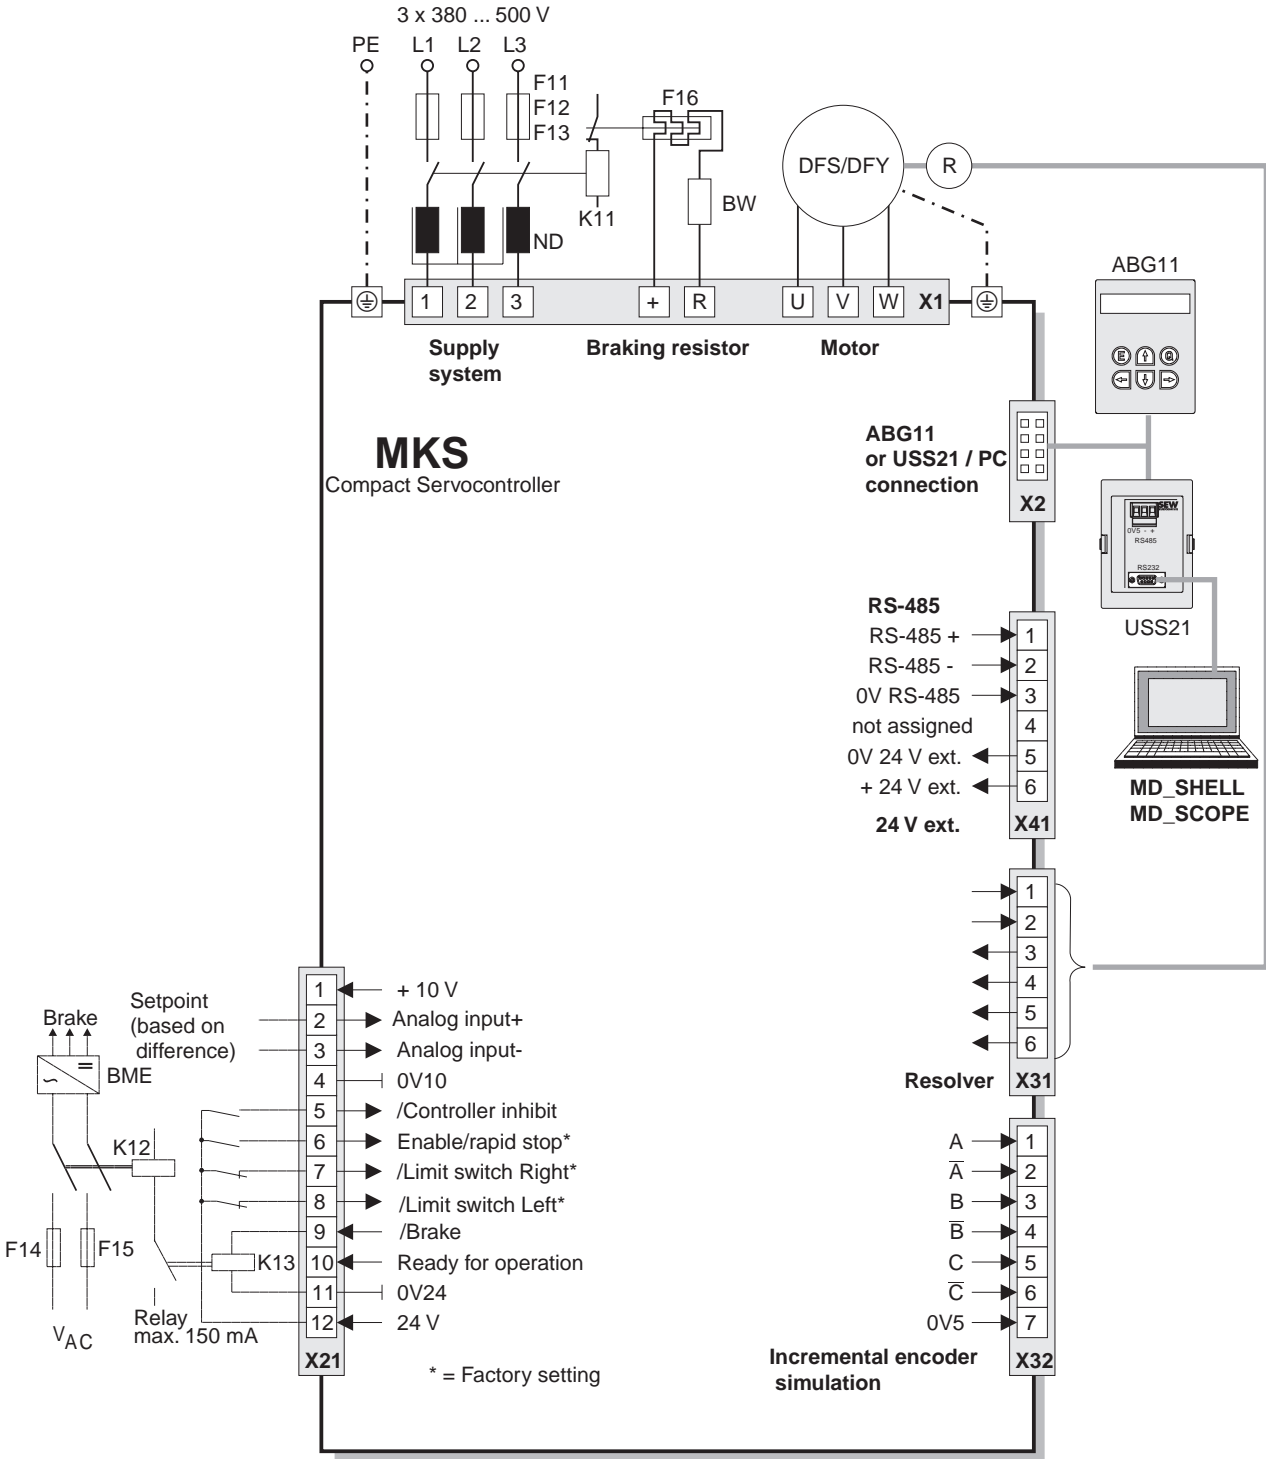 3 x 380 ... 500 V
PE L1 L2 L3
F11
F12
F13
F16
DFS/DFY
R
BW
K11
ND
ABG11
1 2 3 + R U V W X1
Supply
system
Braking resistor
Motor
E Q
MKS
Compact Servocontroller
ABG11
or USS21 / PC
connection
X2
SEW
0V5 - +
RS485
RS232
USS21
RS-485
RS-485 + 1
RS-485 - 2
0V RS-485 3
not assigned 4
0V 24 V ext. 5
+ 24 V ext. 6
24 V ext. X41
MD_SHELL
MD_SCOPE
1
2
3
4
5
6
Resolver X31
Setpoint
(based on
difference)
Brake
BME
K12
F14
F15
K13
Relay
max. 150 mA
VAC
1 + 10 V
2 Analog input+
3 Analog input-
4 0V10
5 /Controller inhibit
6 Enable/rapid stop*
7 /Limit switch Right*
8 /Limit switch Left*
9 /Brake
10 Ready for operation
11 0V24
12 24 V
X21
* = Factory setting
A 1
A̅ 2
B 3
B̅ 4
C 5
C̅ 6
0V5 7
Incremental encoder
simulation
X32